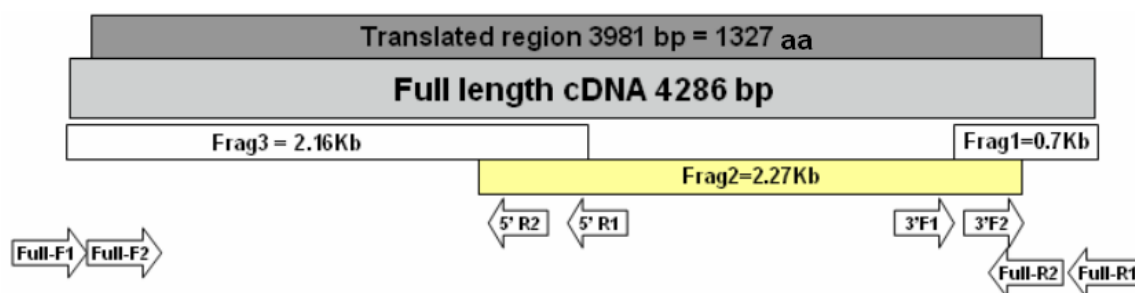 Translated region 3981 bp = 1327 aa
Full length cDNA 4286 bp
Frag3 = 2.16Kb
Frag1=0.7Kb
Frag2=2.27Kb
5' R2
5' R1
3'F1
3'F2
Full-F1
Full-F2
Full-R2
Full-R1